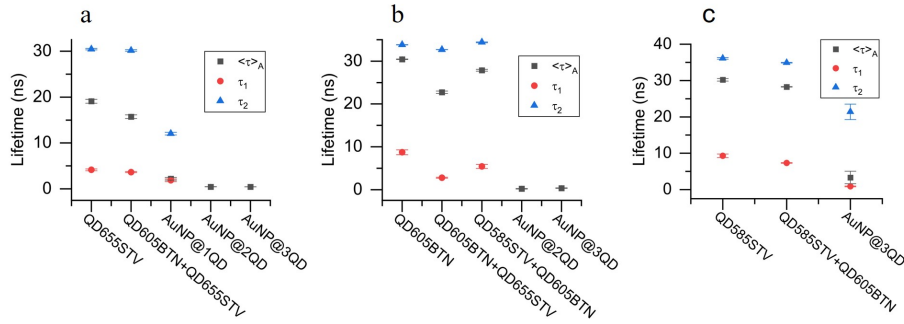 a
Lifetime (ns)
30
20
10
0
<τ>A
τ1
τ2
QD655STV
QD605BTN+QD655STV
AuNP@1QD
AuNP@2QD
AuNP@3QD
b
Lifetime (ns)
30
20
10
0
<τ>A
τ1
τ2
QD605BTN
QD605BTN+QD655STV
QD585STV+QD605BTN
AuNP@2QD
AuNP@3QD
c
Lifetime (ns)
40
30
20
10
0
<τ>A
τ1
τ2
QD585STV
QD585STV+QD605BTN
AuNP@3QD